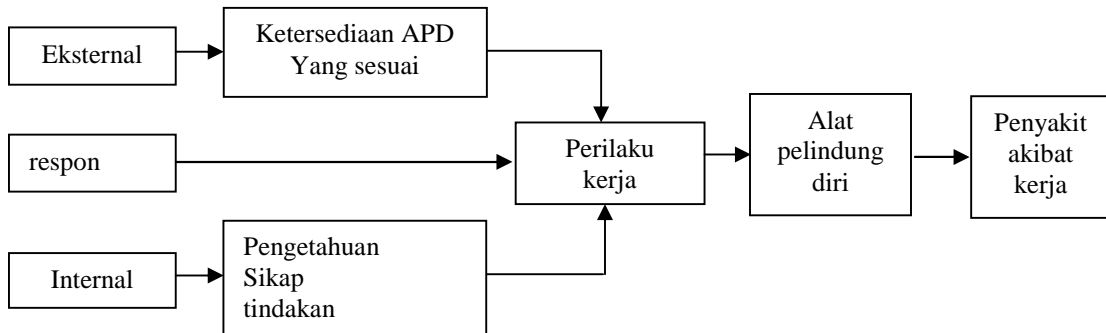 Eksternal
Ketersediaan APD
Yang sesuai
respon
Internal
Pengetahuan
Sikap
tindakan
Perilaku
kerja
Alat
pelindung
diri
Penyakit
akibat
kerja